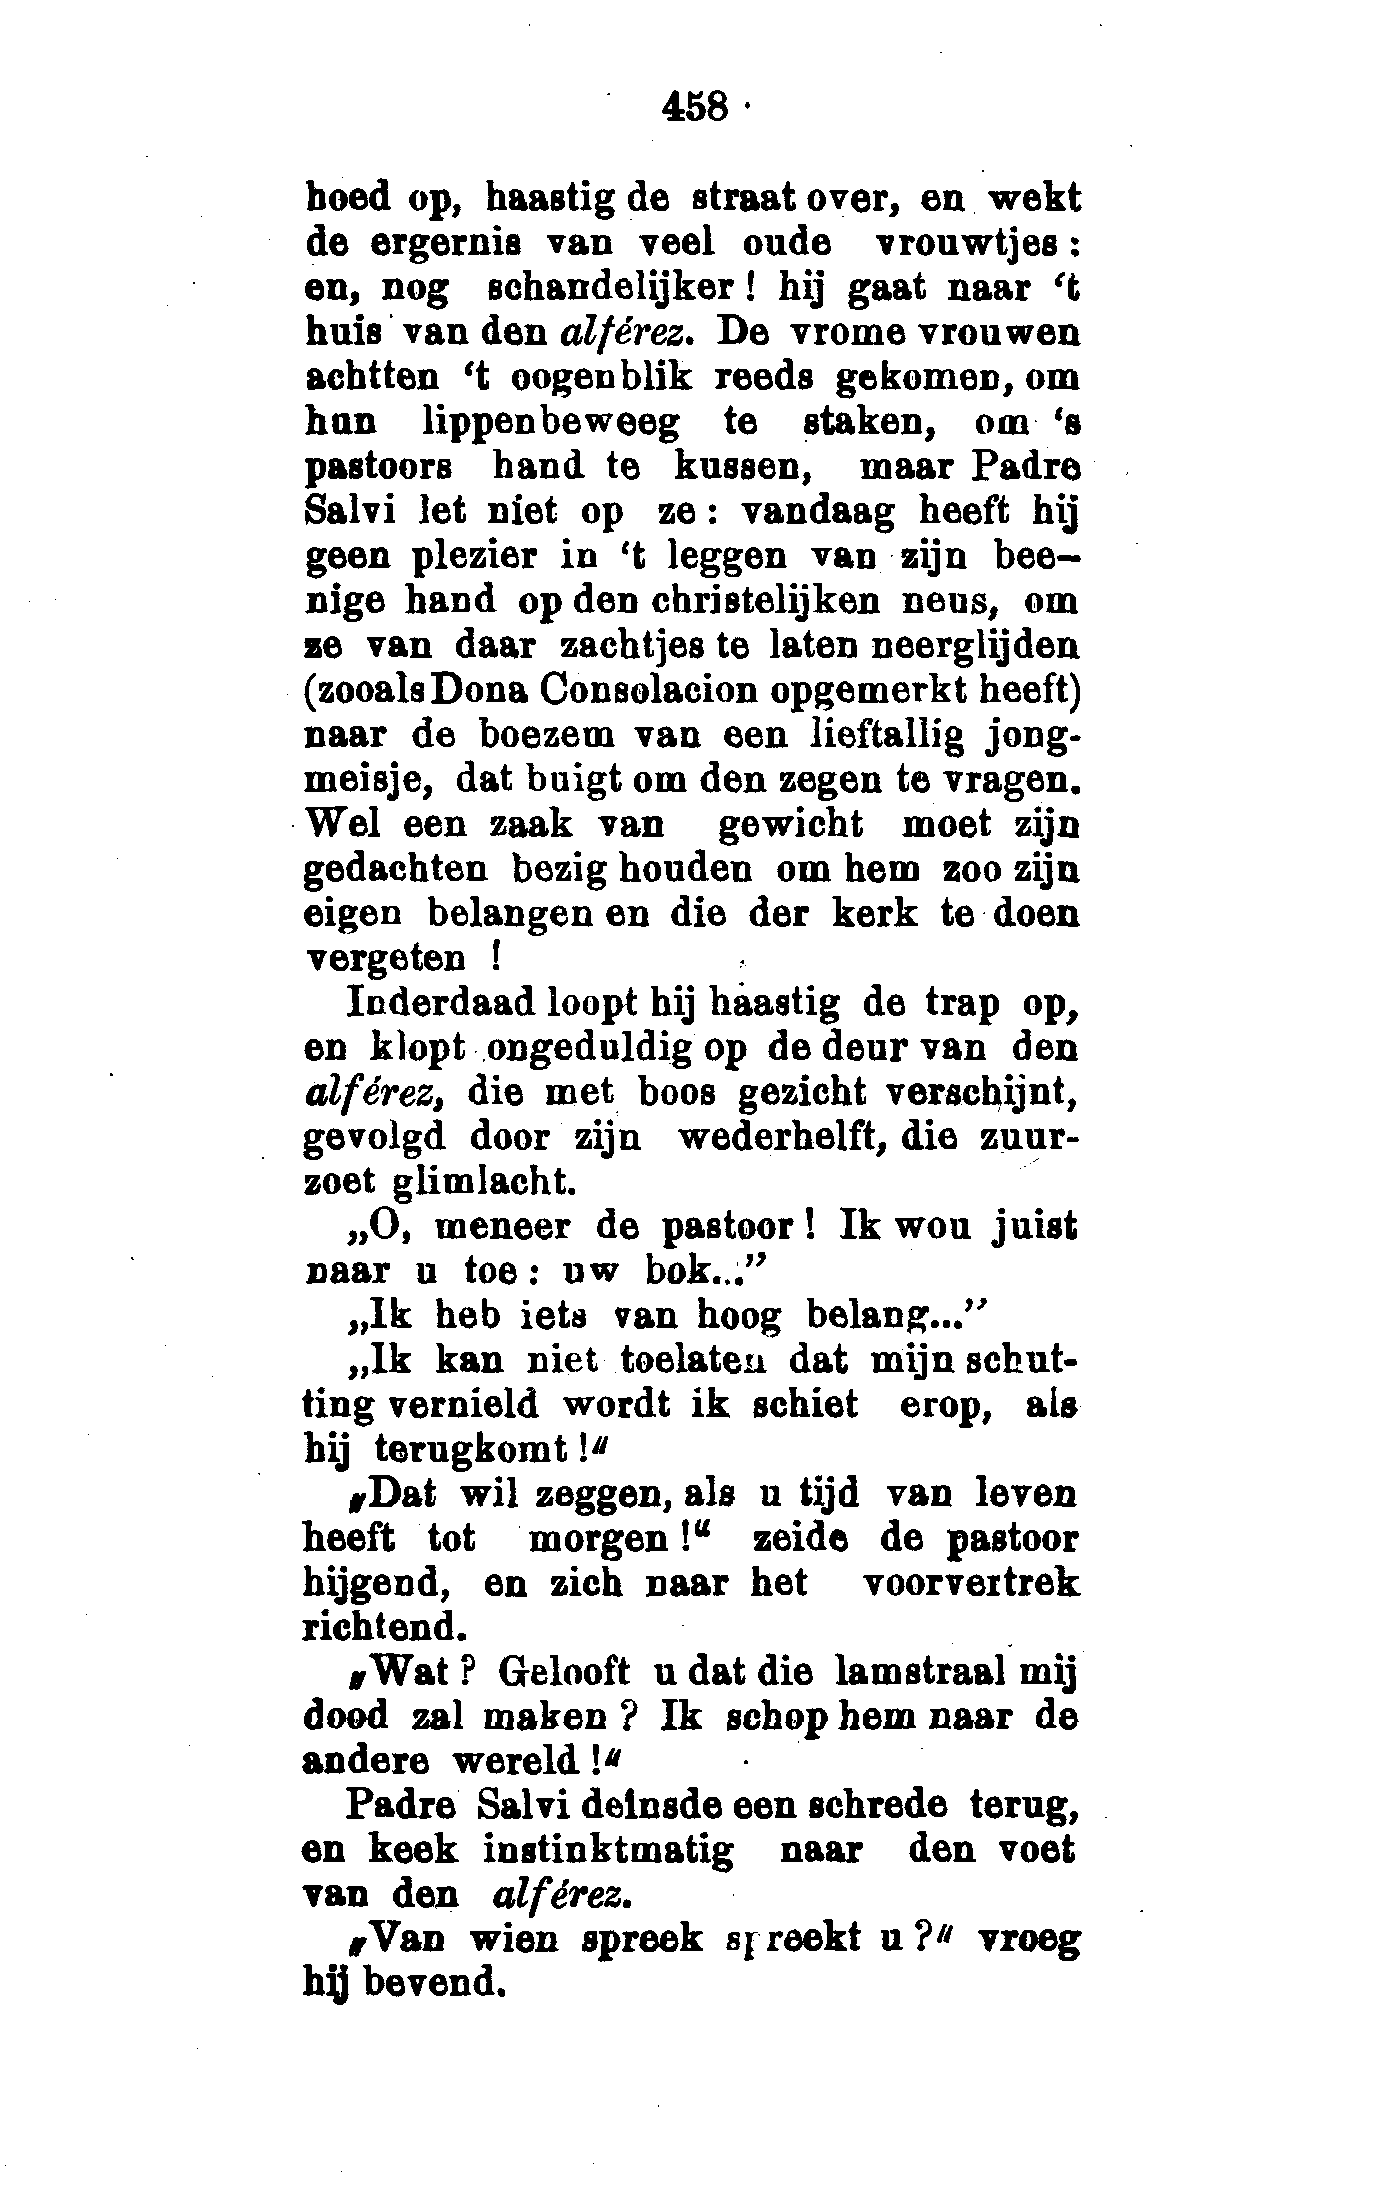 458
hoed op, haastig de straat over, en wekt
de ergernis van veel oude vrouwtjes :
en, nog schandelijker ! hij gaat naar ‘t
huis van den alférez. De vrome vrouwen
achtten ‘t oogenblik reeds gekomen, om
hun lippenbeweeg te staken, om ‘s
pastoors hand te kussen, maar Padre
Salvi let niet op ze : vandaag heeft hij
geen plezier in ‘t leggen van zijn bee–
nige hand op den christelijken neus, om
ze van daar zachtjes te laten neerglijden
(zooals Dona Consolacion opgemerkt heeft)
naar de boezem van een lieftallig jong-
meisje, dat buigt om den zegen te vragen.
Wel een zaak van gewicht moet zijn
gedachten bezig houden om hem zoo zijn
eigen belangen en die der kerk te doen
vergeten !
Inderdaad loopt hij haastig de trap op,
en klopt ongeduldig op de deur van den
alférez, die met boos gezicht verschijnt,
gevolgd door zijn wederhelft, die zuur-
zoet glimlacht.
„O, meneer de pastoor ! Ik wou juist
naar u toe : uw bok...”
„Ik heb iets van hoog belang...”
„Ik kan niet toelaten dat mijn schut-
ting vernield wordt ik schiet erop, als
hij terugkomt !“
„Dat wil zeggen, als u tijd van leven
heeft tot morgen !“ zeide de pastoor
hijgend, en zich naar het voorvertrek
richtend.
„Wat ? Gelooft u dat die lamstraal mij
dood zal maken ? Ik schop hem naar de
andere wereld !“
Padre Salvi deinsde een schrede terug,
en keek instinktmatig naar den voet
van den alférez.
„Van wien spreek spreekt u ?“ vroeg
hij bevend.